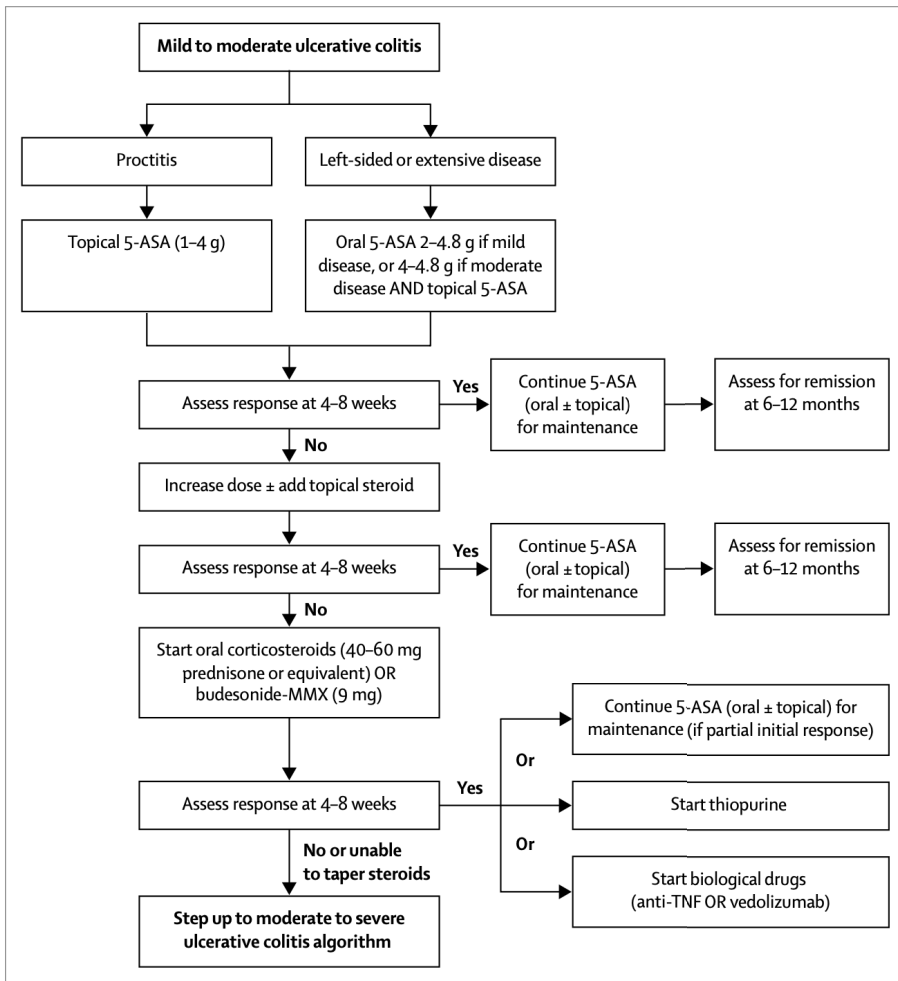 Mild to moderate ulcerative colitis
Proctitis
Left-sided or extensive disease
Topical 5-ASA (1–4 g)
Oral 5-ASA 2–4.8 g if mild
disease, or 4–4.8 g if moderate
disease AND topical 5-ASA
Assess response at 4–8 weeks
Yes
Continue 5-ASA
(oral ± topical)
for maintenance
Assess for remission
at 6–12 months
No
Increase dose ± add topical steroid
Assess response at 4–8 weeks
Yes
Continue 5-ASA
(oral ± topical)
for maintenance
Assess for remission
at 6–12 months
No
Start oral corticosteroids (40–60 mg
prednisone or equivalent) OR
budesonide-MMX (9 mg)
Assess response at 4–8 weeks
Yes
Continue 5-ASA (oral ± topical) for
maintenance (if partial initial response)
Or
Start thiopurine
Or
Start biological drugs
(anti-TNF OR vedolizumab)
No or unable
to taper steroids
Step up to moderate to severe
ulcerative colitis algorithm